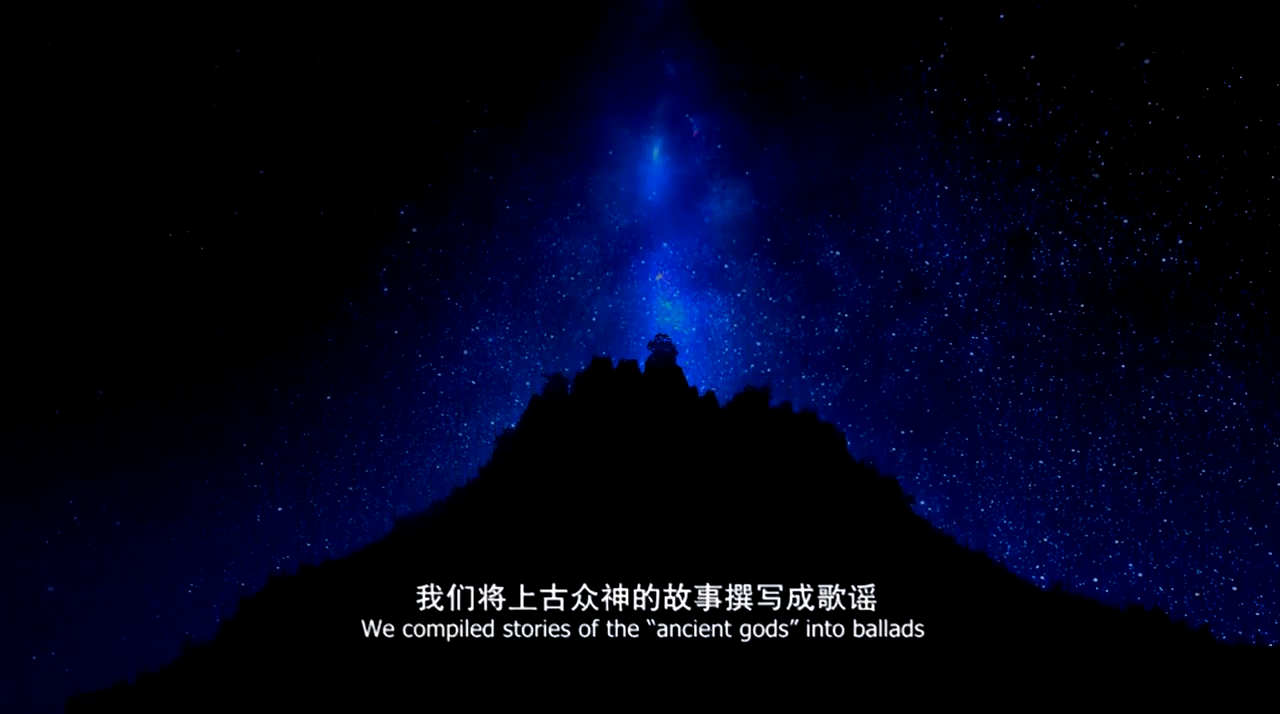 我们将上古众神的故事撰写成歌谣
We compiled stories of the “ancient gods” into ballads